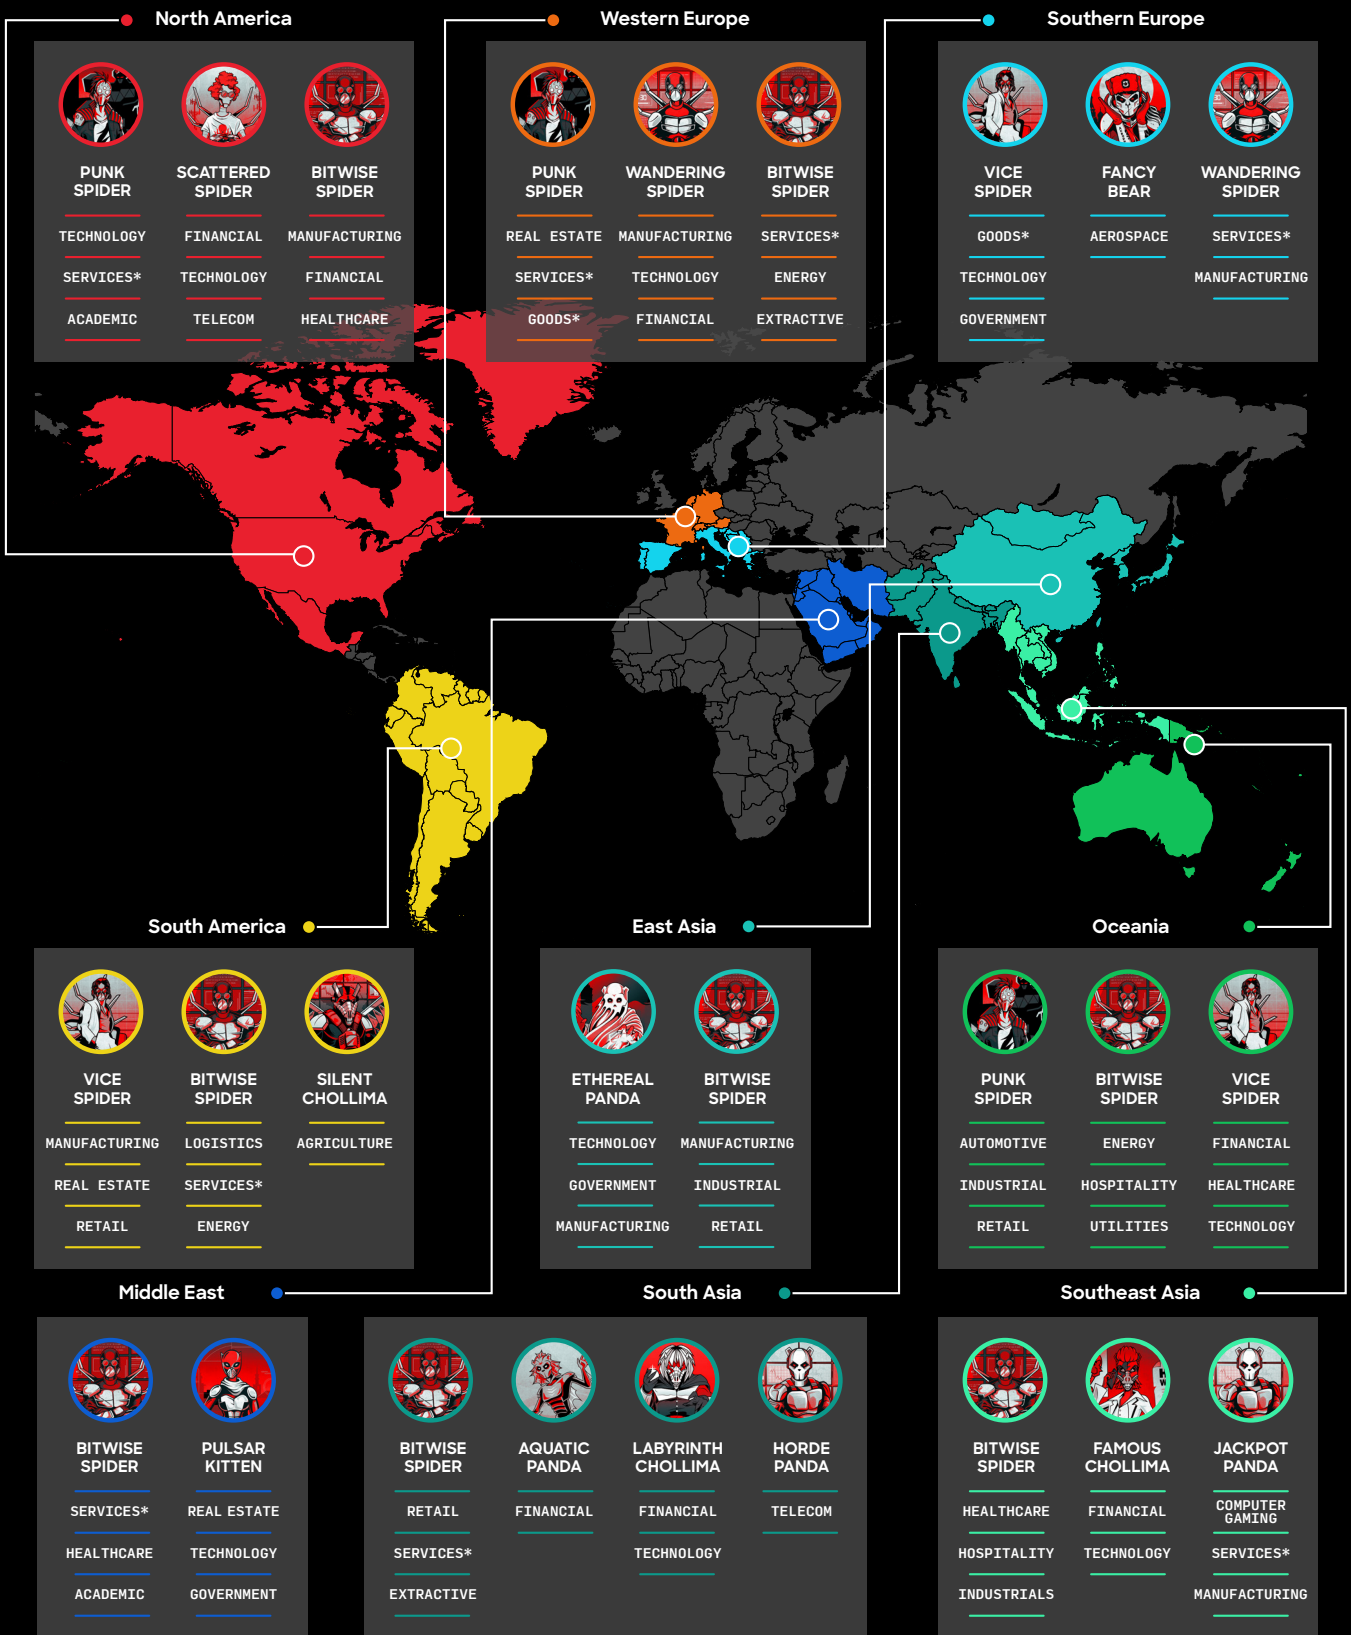 North America
PUNK
SPIDER
TECHNOLOGY
SERVICES*
ACADEMIC
SCATTERED
SPIDER
FINANCIAL
TECHNOLOGY
TELECOM
BITWISE
SPIDER
MANUFACTURING
FINANCIAL
HEALTHCARE
Western Europe
PUNK
SPIDER
REAL ESTATE
SERVICES*
GOODS*
WANDERING
SPIDER
MANUFACTURING
TECHNOLOGY
FINANCIAL
BITWISE
SPIDER
SERVICES*
ENERGY
EXTRACTIVE
Southern Europe
VICE
SPIDER
GOODS*
TECHNOLOGY
GOVERNMENT
FANCY
BEAR
AEROSPACE
WANDERING
SPIDER
SERVICES*
MANUFACTURING
South America
VICE
SPIDER
MANUFACTURING
REAL ESTATE
RETAIL
BITWISE
SPIDER
LOGISTICS
SERVICES*
ENERGY
SILENT
CHOLLIMA
AGRICULTURE
East Asia
ETHEREAL
PANDA
TECHNOLOGY
GOVERNMENT
MANUFACTURING
BITWISE
SPIDER
MANUFACTURING
INDUSTRIAL
RETAIL
Oceania
PUNK
SPIDER
AUTOMOTIVE
INDUSTRIAL
RETAIL
BITWISE
SPIDER
ENERGY
HOSPITALITY
UTILITIES
VICE
SPIDER
FINANCIAL
HEALTHCARE
TECHNOLOGY
Middle East
BITWISE
SPIDER
SERVICES*
HEALTHCARE
ACADEMIC
PULSAR
KITTEN
REAL ESTATE
TECHNOLOGY
GOVERNMENT
South Asia
BITWISE
SPIDER
RETAIL
SERVICES*
EXTRACTIVE
AQUATIC
PANDA
FINANCIAL
LABYRINTH
CHOLLIMA
FINANCIAL
TECHNOLOGY
HORDE
PANDA
TELECOM
Southeast Asia
BITWISE
SPIDER
HEALTHCARE
HOSPITALITY
INDUSTRIALS
FAMOUS
CHOLLIMA
FINANCIAL
TECHNOLOGY
JACKPOT
PANDA
COMPUTER
GAMING
SERVICES*
MANUFACTURING